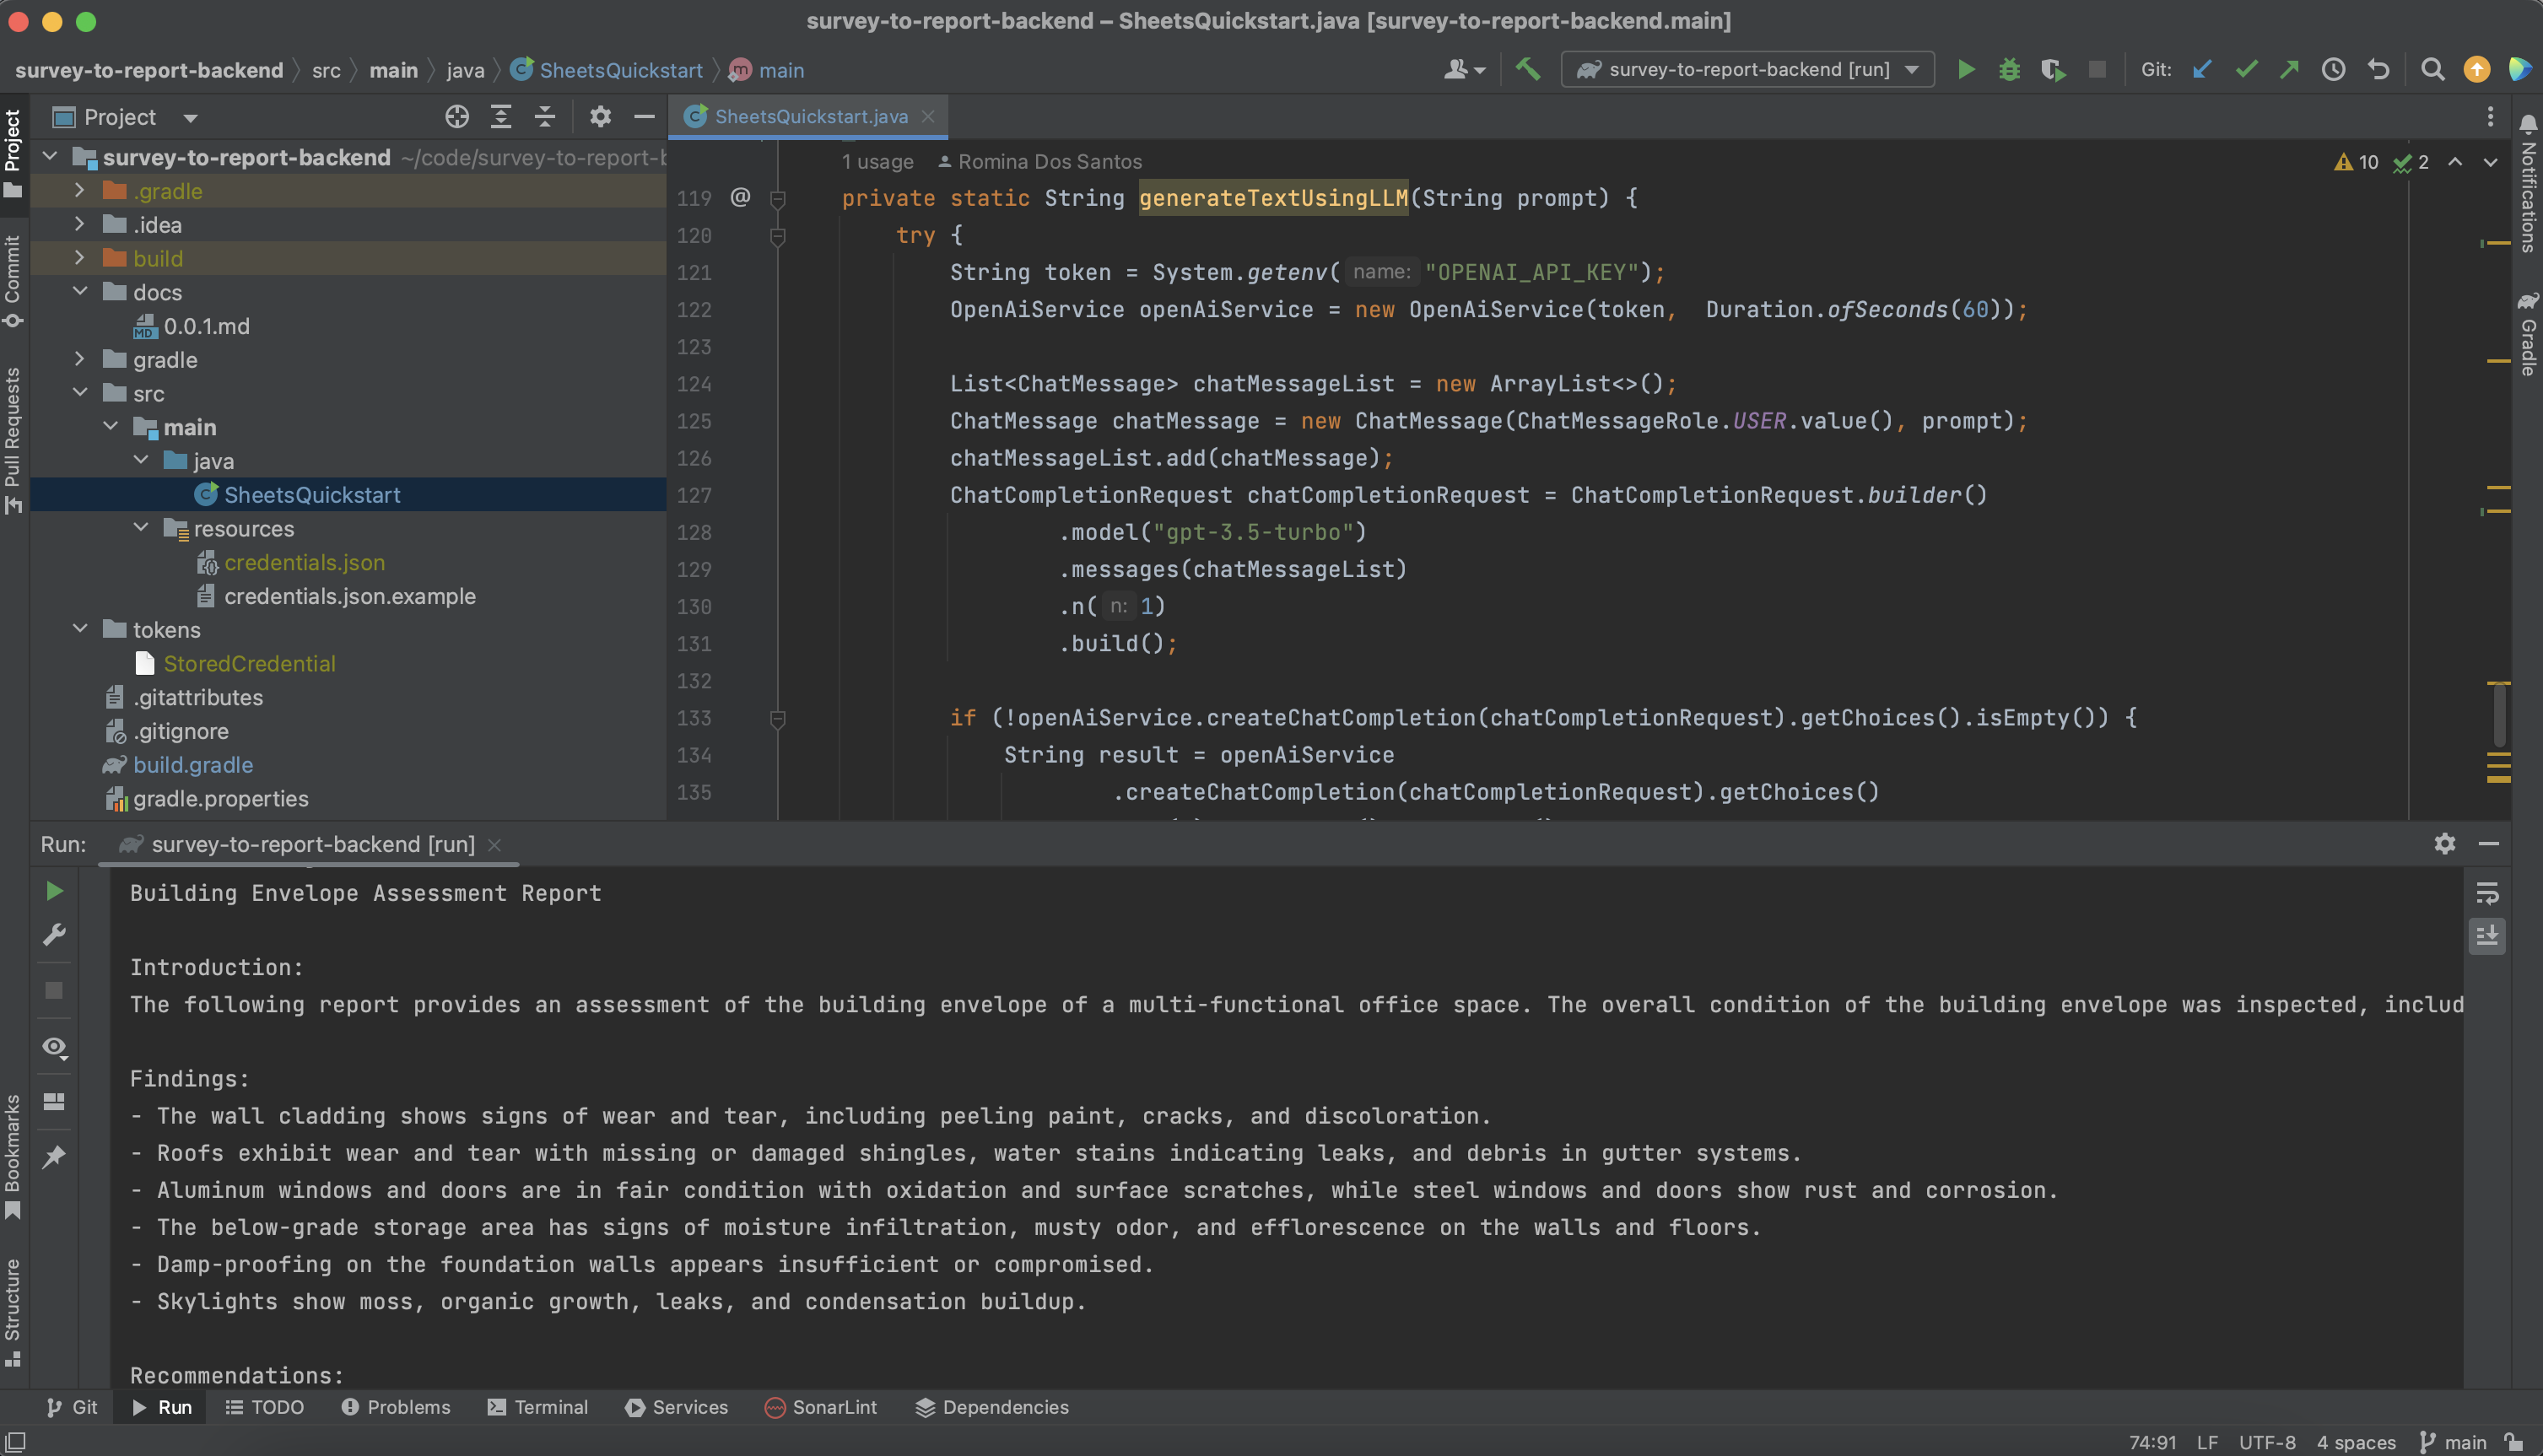 survey-to-report-backend – SheetsQuickstart.java [survey-to-report-backend.main]
survey-to-report-backend
src
main
java
SheetsQuickstart
main
survey-to-report-backend [run]
Git:
Project
Project
Commit
Pull Requests
Bookmarks
Structure
survey-to-report-backend ~/code/survey-to-report-b
.gradle
.idea
build
docs
0.0.1.md
gradle
src
main
java
SheetsQuickstart
resources
credentials.json
credentials.json.example
tokens
StoredCredential
.gitattributes
.gitignore
build.gradle
gradle.properties
SheetsQuickstart.java
1 usage Romina Dos Santos
10 2
119 @ private static String generateTextUsingLLM(String prompt) {
120 try {
121 String token = System.getenv( name: "OPENAI_API_KEY");
122 OpenAiService openAiService = new OpenAiService(token, Duration.ofSeconds(60));
123
124 List<ChatMessage> chatMessageList = new ArrayList<>();
125 ChatMessage chatMessage = new ChatMessage(ChatMessageRole.USER.value(), prompt);
126 chatMessageList.add(chatMessage);
127 ChatCompletionRequest chatCompletionRequest = ChatCompletionRequest.builder()
128 .model("gpt-3.5-turbo")
129 .messages(chatMessageList)
130 .n( n: 1)
131 .build();
132
133 if (!openAiService.createChatCompletion(chatCompletionRequest).getChoices().isEmpty()) {
134 String result = openAiService
135 .createChatCompletion(chatCompletionRequest).getChoices()
Notifications
Gradle
Run: survey-to-report-backend [run]
Building Envelope Assessment Report
Introduction:
The following report provides an assessment of the building envelope of a multi-functional office space. The overall condition of the building envelope was inspected, includ
Findings:
- The wall cladding shows signs of wear and tear, including peeling paint, cracks, and discoloration.
- Roofs exhibit wear and tear with missing or damaged shingles, water stains indicating leaks, and debris in gutter systems.
- Aluminum windows and doors are in fair condition with oxidation and surface scratches, while steel windows and doors show rust and corrosion.
- The below-grade storage area has signs of moisture infiltration, musty odor, and efflorescence on the walls and floors.
- Damp-proofing on the foundation walls appears insufficient or compromised.
- Skylights show moss, organic growth, leaks, and condensation buildup.
Recommendations:
Git
Run
TODO
Problems
Terminal
Services
SonarLint
Dependencies
74:91 LF UTF-8 4 spaces main